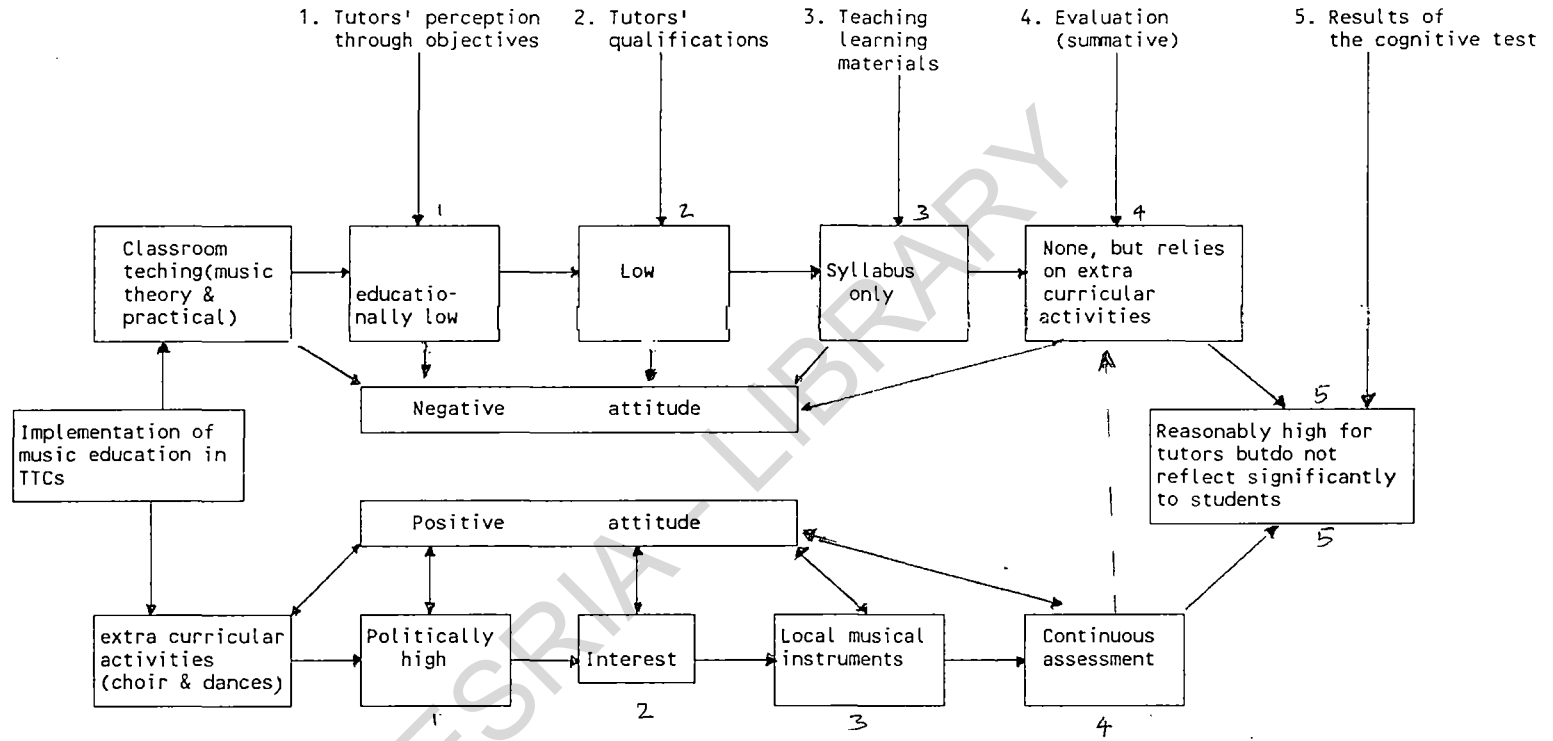 1. Tutors' perception
through objectives
2. Tutors'
qualifications
3. Teaching
learning
materials
4. Evaluation
(summative)
5. Results of
the cognitive test
1
2
3
4
Classroom
teching(music
theory &
practical)
educatio-
nally low
Low
Syllabus
only
None, but relies
on extra
curricular
activities
Negative attitude
Implementation of
music education in
TTCs
5
Reasonably high for
tutors butdo not
reflect significantly
to students
5
Positive attitude
extra curricular
activities
(choir & dances)
Politically
high
Interest
Local musical
instruments
Continuous
assessment
1
2
3
4
ESRIA - LIBRARY